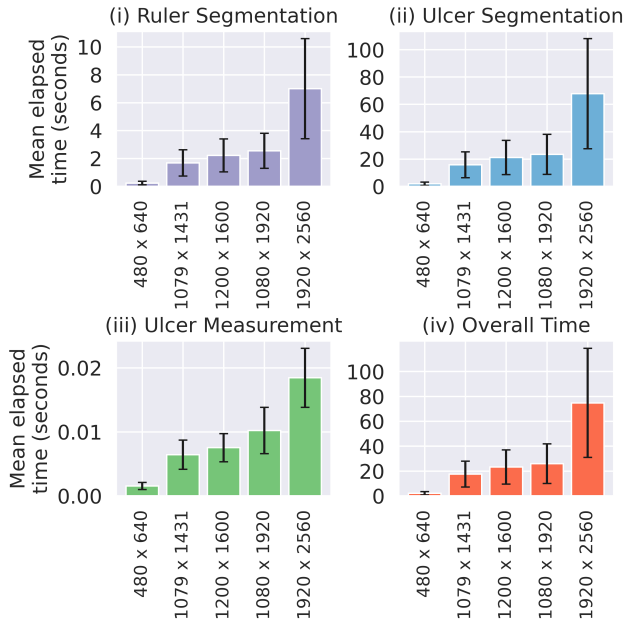 (i) Ruler Segmentation
Mean elapsed
time (seconds)
10
8
6
4
2
0
480 x 640
1079 x 1431
1200 x 1600
1080 x 1920
1920 x 2560
(ii) Ulcer Segmentation
100
80
60
40
20
0
480 x 640
1079 x 1431
1200 x 1600
1080 x 1920
1920 x 2560
(iii) Ulcer Measurement
Mean elapsed
time (seconds)
0.02
0.01
0.00
480 x 640
1079 x 1431
1200 x 1600
1080 x 1920
1920 x 2560
(iv) Overall Time
100
80
60
40
20
0
480 x 640
1079 x 1431
1200 x 1600
1080 x 1920
1920 x 2560